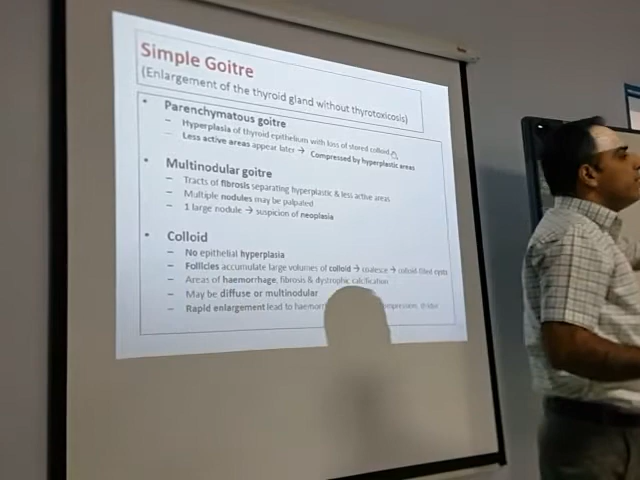 Simple Goitre
(Enlargement of the thyroid gland without thyrotoxicosis)
• Parenchymatous goitre
– Hyperplasia of thyroid epithelium with loss of stored colloid
– Less active areas appear later → Compressed by hyperplastic areas
• Multinodular goitre
– Tracts of fibrosis separating hyperplastic & less active areas
– Multiple nodules may be palpated
– 1 large nodule → suspicion of neoplasia
• Colloid
– No epithelial hyperplasia
– Follicles accumulate large volumes of colloid → coalesce → colloid-filled
– Areas of haemorrhage, fibrosis & dystrophic calcification
– May be diffuse or multinodular
– Rapid enlargement lead to